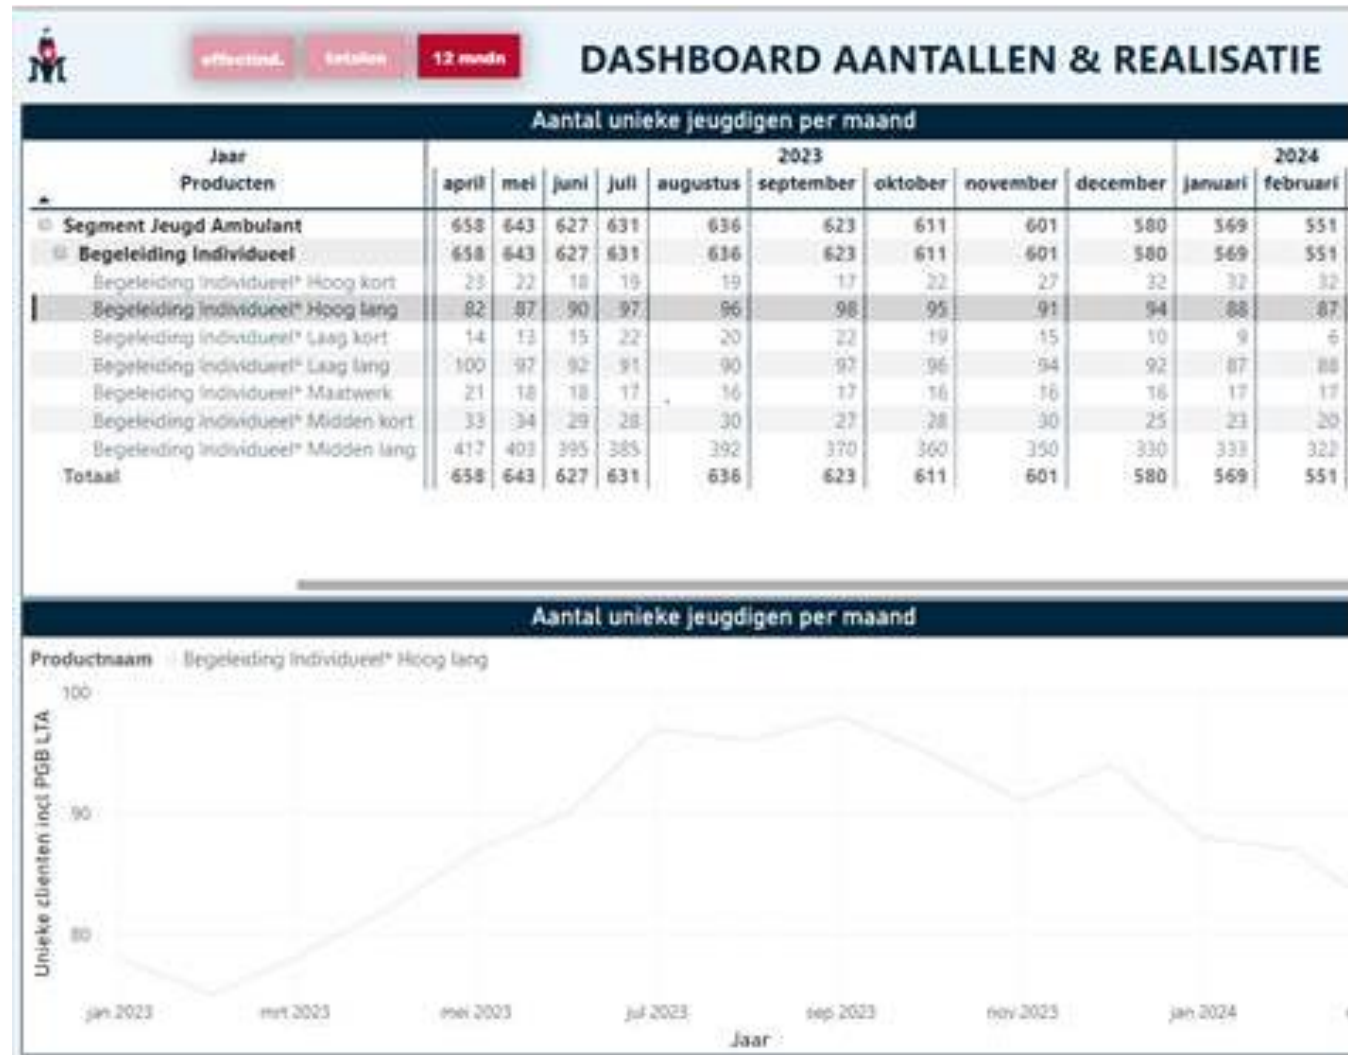 effectind. totalen 12 mndn DASHBOARD AANTALLEN & REALISATIE
Aantal unieke jeugdigen per maand
Jaar 2023 2024
Producten april mei juni juli augustus september oktober november december januari februari
Segment Jeugd Ambulant 658 643 627 631 636 623 611 601 580 569 551
Begeleiding Individueel 658 643 627 631 636 623 611 601 580 569 551
Begeleiding Individueel* Hoog kort 23 22 18 19 19 17 22 27 32 32 32
Begeleiding Individueel* Hoog lang 82 87 90 97 96 98 95 91 94 88 87
Begeleiding Individueel* Laag kort 14 13 15 22 20 22 19 15 10 9 6
Begeleiding Individueel* Laag lang 100 97 92 91 90 97 96 94 92 87 88
Begeleiding Individueel* Maatwerk 21 18 18 17 16 17 16 16 16 17 17
Begeleiding Individueel* Midden kort 33 34 29 28 30 27 28 30 25 23 20
Begeleiding Individueel* Midden lang 417 403 395 385 392 370 360 350 330 333 322
Totaal 658 643 627 631 636 623 611 601 580 569 551
Aantal unieke jeugdigen per maand
Productnaam Begeleiding Individueel* Hoog lang
Unieke clienten incl PGB LTA
100
90
80
jan 2023 mrt 2023 mei 2023 jul 2023 sep 2023 nov 2023 jan 2024
Jaar